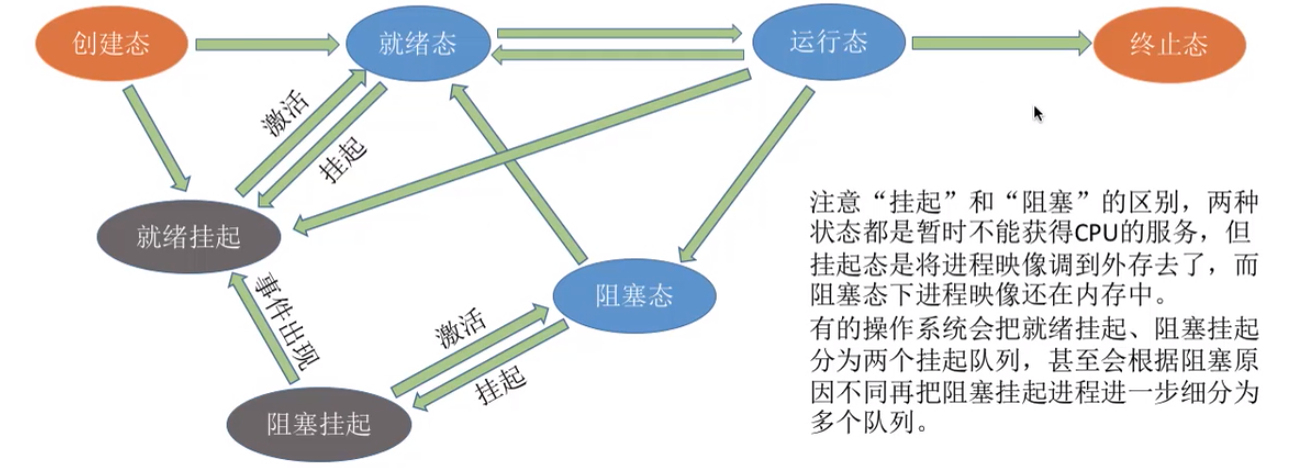 创建态
就绪态
运行态
终止态
激活
挂起
就绪挂起
事件出现
阻塞态
激活
挂起
阻塞挂起
注意“挂起”和“阻塞”的区别，两种
状态都是暂时不能获得CPU的服务，但
挂起态是将进程映像调到外存去了，而
阻塞态下进程映像还在内存中。
有的操作系统会把就绪挂起、阻塞挂起
分为两个挂起队列，甚至会根据阻塞原
因不同再把阻塞挂起进程进一步细分为
多个队列。